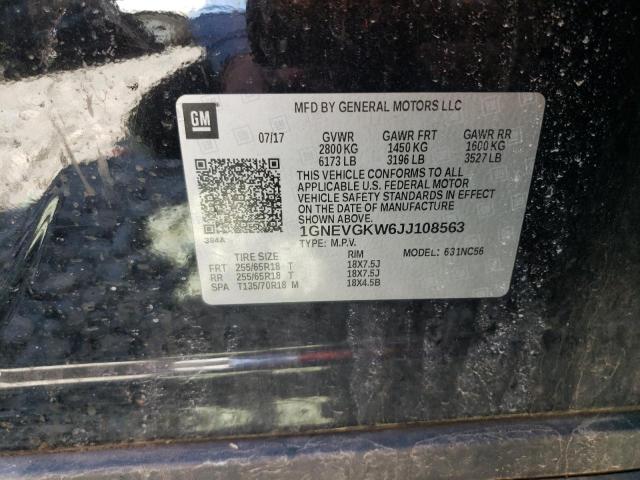 GM
MFD BY GENERAL MOTORS LLC
07/17 GVWR GAWR FRT GAWR RR
2800 KG 1450 KG 1600 KG
6173 LB 3196 LB 3527 LB
THIS VEHICLE CONFORMS TO ALL
APPLICABLE U.S. FEDERAL MOTOR
VEHICLE SAFETY STANDARDS IN EFFECT
ON THE DATE OF MANUFACTURE
SHOWN ABOVE.
384A 1GNEVGKW6JJ108563
TYPE: M.P.V. MODEL: 631NC56
TIRE SIZE RIM
FRT 255/65R18 T 18X7.5J
RR 255/65R18 T 18X7.5J
SPA T135/70R18 M 18X4.5B